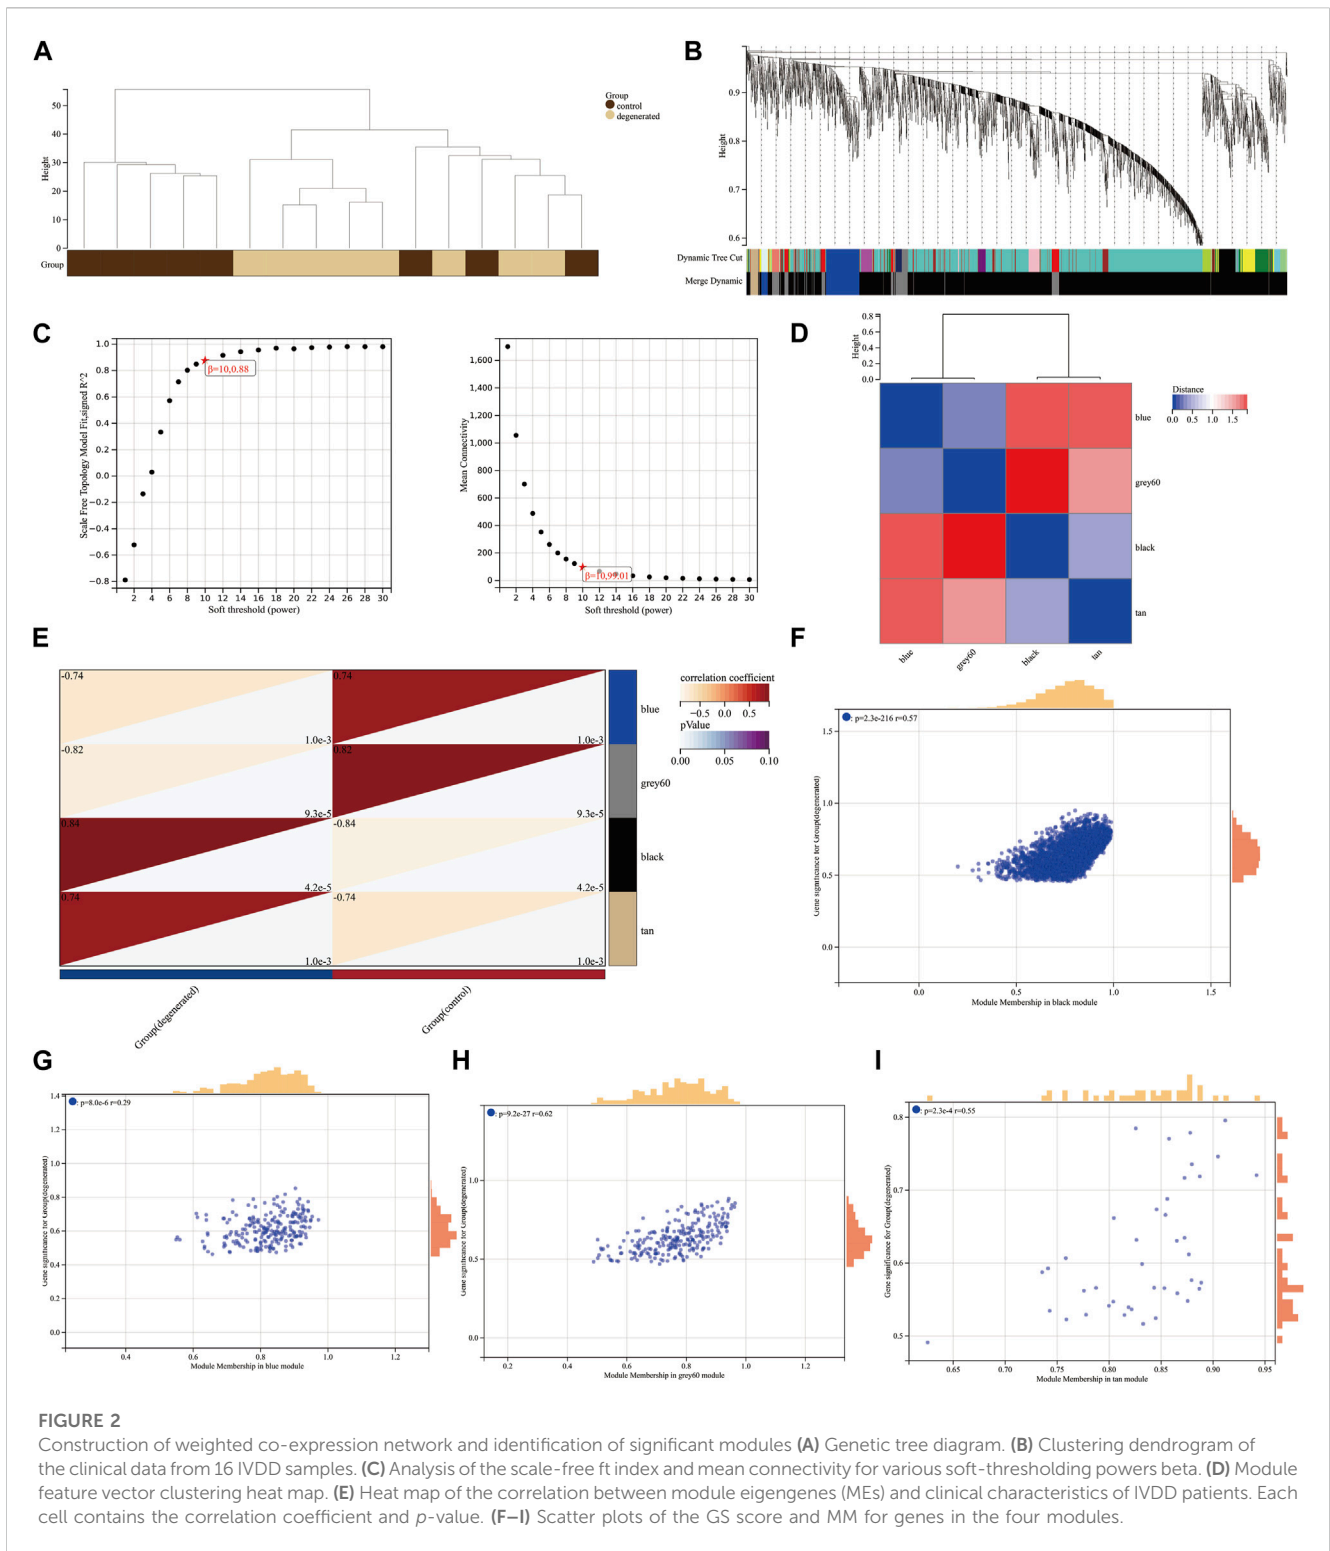 A
Group
control
degenerated
Height
50
40
30
20
10
0
Group
B
Height
0.9
0.8
0.7
0.6
Dynamic Tree Cut
Merge Dynamic
C
Scale Free Topology Model Fit,signed R^2
1.0
0.8
0.6
0.4
0.2
0.0
−0.2
−0.4
−0.6
−0.8
β=10,0.88
2 4 6 8 10 12 14 16 18 20 22 24 26 28 30
Soft threshold (power)
Mean Connectivity
1,600
1,400
1,200
1,000
800
600
400
200
0
β=10,99.01
2 4 6 8 10 12 14 16 18 20 22 24 26 28 30
Soft threshold (power)
D
Height
0.8
0.6
0.4
0.2
0.0
Distance
0.0 0.5 1.0 1.5
blue
grey60
black
tan
blue grey60 black tan
E
-0.74 0.74
1.0e-3 1.0e-3
blue
-0.82 0.82
9.3e-5 9.3e-5
grey60
0.84 -0.84
4.2e-5 4.2e-5
black
0.74 -0.74
1.0e-3 1.0e-3
tan
Group(degenerated) Group(control)
correlation coefficient
−0.5 0.0 0.5
pValue
0.00 0.05 0.10
F
: p=2.3e-216 r=0.57
Gene significance for Group(degenerated)
1.5
1.0
0.5
0.0
0.0 0.5 1.0 1.5
Module Membership in black module
G
: p=8.0e-6 r=0.29
Gene significance for Group(degenerated)
1.4
1.2
1.0
0.8
0.6
0.4
0.2
0.0
0.4 0.6 0.8 1.0 1.2
Module Membership in blue module
H
: p=9.2e-27 r=0.62
Gene significance for Group(degenerated)
1.0
0.5
0.0
0.2 0.4 0.6 0.8 1.0 1.2
Module Membership in grey60 module
I
: p=2.3e-4 r=0.55
Gene significance for Group(degenerated)
0.8
0.7
0.6
0.5
0.65 0.70 0.75 0.80 0.85 0.90 0.95
Module Membership in tan module
FIGURE 2
Construction of weighted co-expression network and identification of significant modules (A) Genetic tree diagram. (B) Clustering dendrogram of
the clinical data from 16 IVDD samples. (C) Analysis of the scale-free ft index and mean connectivity for various soft-thresholding powers beta. (D) Module
feature vector clustering heat map. (E) Heat map of the correlation between module eigengenes (MEs) and clinical characteristics of IVDD patients. Each
cell contains the correlation coefficient and p-value. (F–I) Scatter plots of the GS score and MM for genes in the four modules.